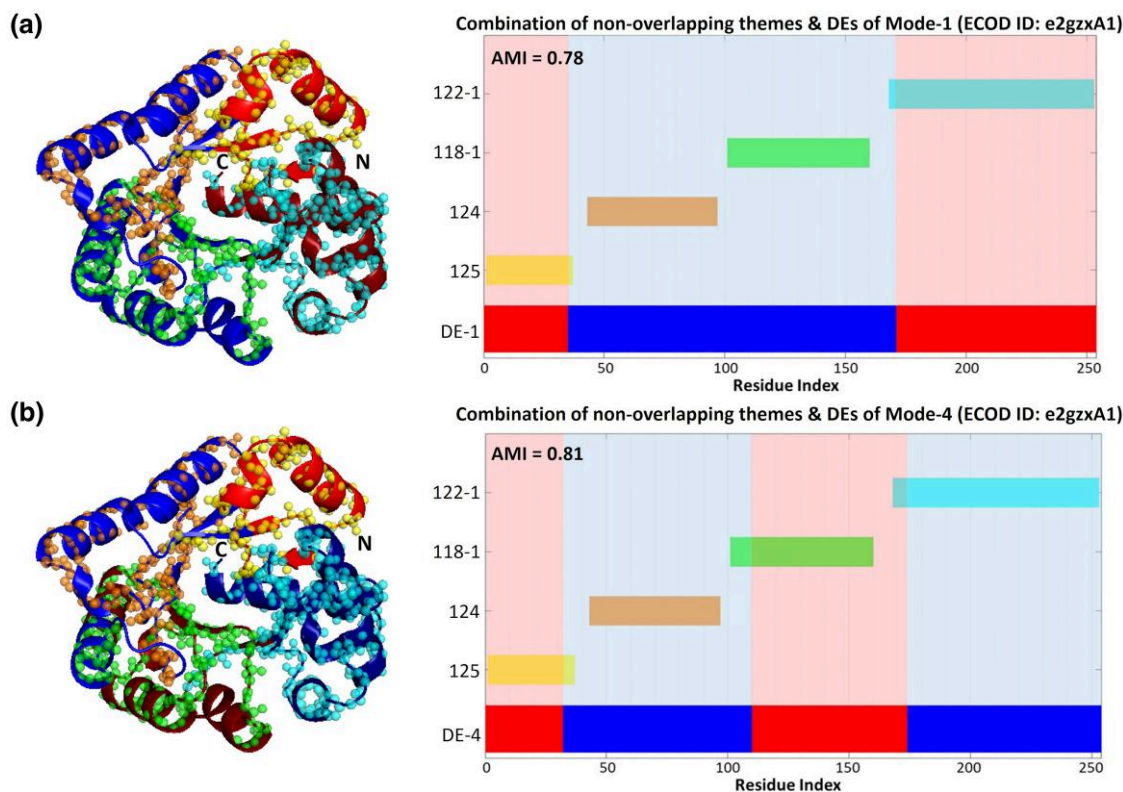 (a)
Combination of non-overlapping themes & DEs of Mode-1 (ECOD ID: e2gzxA1)
AMI = 0.78
122-1
118-1
124
125
DE-1
C
N
0 50 100 150 200 250
Residue Index
(b)
Combination of non-overlapping themes & DEs of Mode-4 (ECOD ID: e2gzxA1)
AMI = 0.81
122-1
118-1
124
125
DE-4
C
N
0 50 100 150 200 250
Residue Index